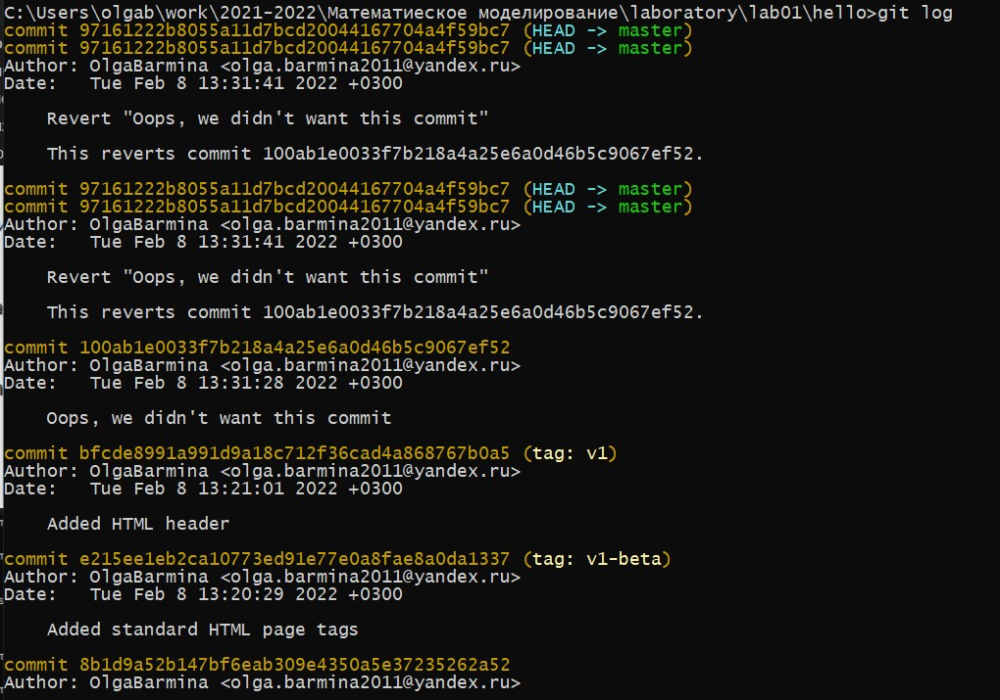 C:\Users\olgab\work\2021-2022\Математиеское моделирование\laboratory\lab01\hello>git log
commit 97161222b8055a11d7bcd20044167704a4f59bc7 (HEAD -> master)
commit 97161222b8055a11d7bcd20044167704a4f59bc7 (HEAD -> master)
Author: OlgaBarmina <olga.barmina2011@yandex.ru>
Date:   Tue Feb 8 13:31:41 2022 +0300
    Revert "Oops, we didn't want this commit"
    This reverts commit 100ab1e0033f7b218a4a25e6a0d46b5c9067ef52.
commit 97161222b8055a11d7bcd20044167704a4f59bc7 (HEAD -> master)
commit 97161222b8055a11d7bcd20044167704a4f59bc7 (HEAD -> master)
Author: OlgaBarmina <olga.barmina2011@yandex.ru>
Date:   Tue Feb 8 13:31:41 2022 +0300
    Revert "Oops, we didn't want this commit"
    This reverts commit 100ab1e0033f7b218a4a25e6a0d46b5c9067ef52.
commit 100ab1e0033f7b218a4a25e6a0d46b5c9067ef52
Author: OlgaBarmina <olga.barmina2011@yandex.ru>
Date:   Tue Feb 8 13:31:28 2022 +0300
    Oops, we didn't want this commit
commit bfcde8991a991d9a18c712f36cad4a868767b0a5 (tag: v1)
Author: OlgaBarmina <olga.barmina2011@yandex.ru>
Date:   Tue Feb 8 13:21:01 2022 +0300
    Added HTML header
commit e215ee1eb2ca10773ed91e77e0a8fae8a0da1337 (tag: v1-beta)
Author: OlgaBarmina <olga.barmina2011@yandex.ru>
Date:   Tue Feb 8 13:20:29 2022 +0300
    Added standard HTML page tags
commit 8b1d9a52b147bf6eab309e4350a5e37235262a52
Author: OlgaBarmina <olga.barmina2011@yandex.ru>